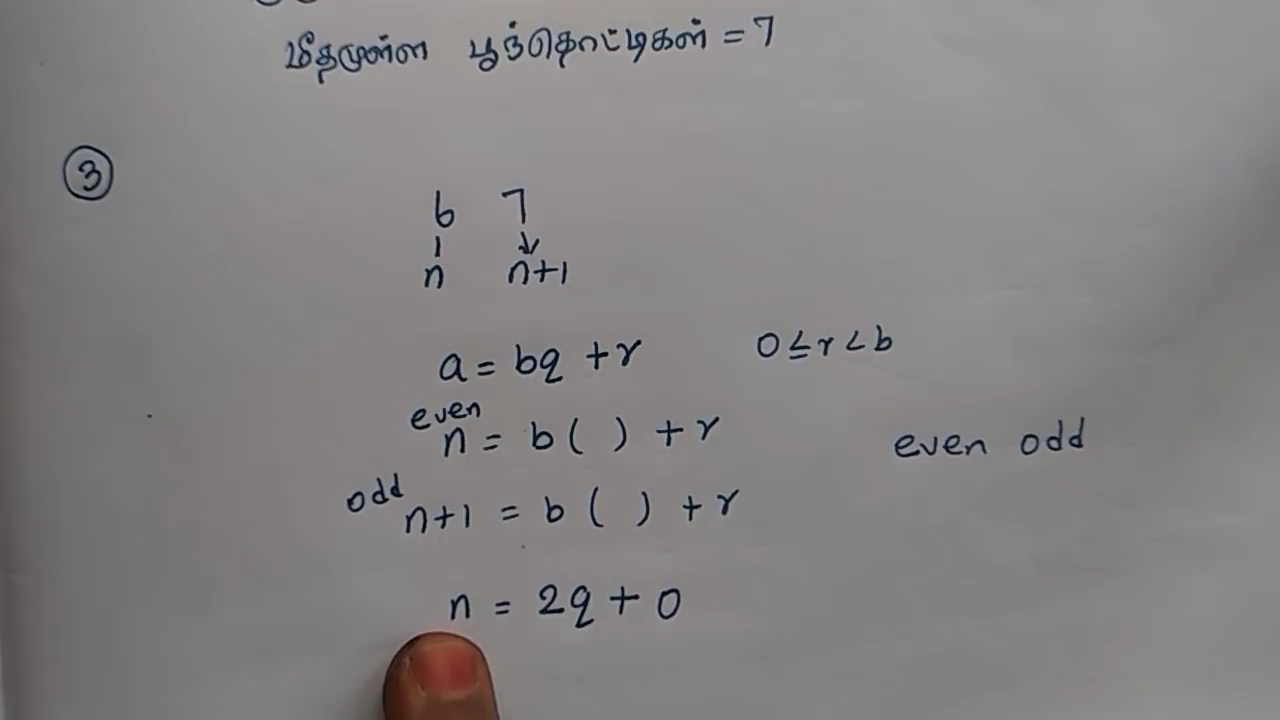 மீதமுள்ள பூந்தொட்டிகள் = 7
3
6 7
n n+1
a = bq + r 0 ≤ r < b
even
n = b ( ) + r even odd
odd
n+1 = b ( ) + r
n = 2q + 0